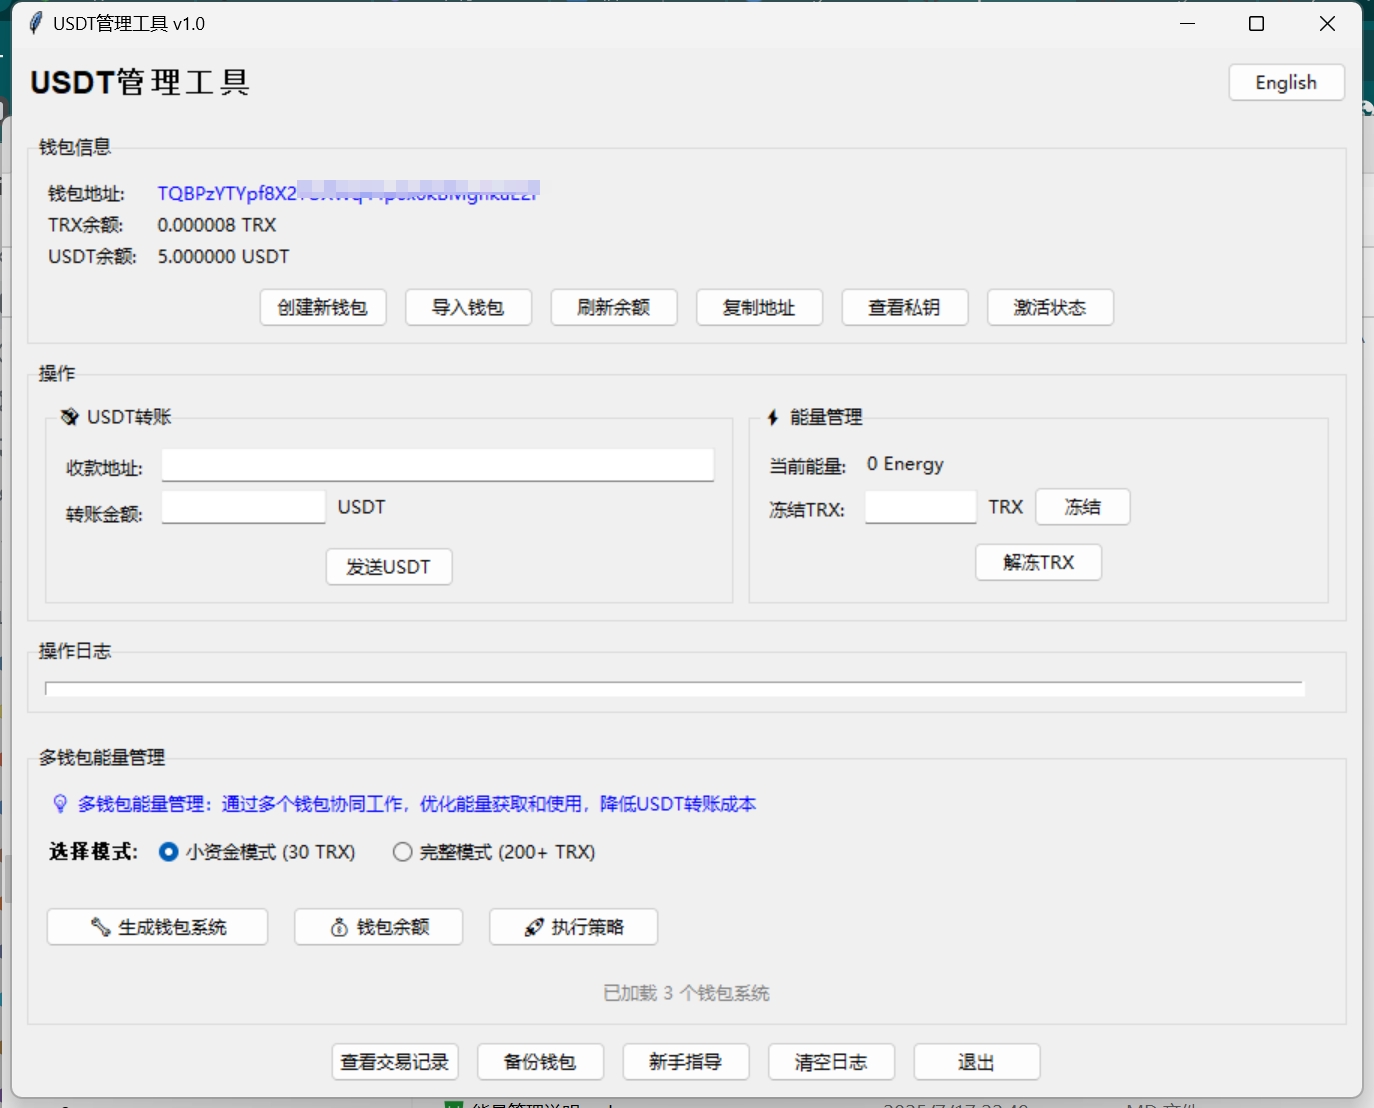 USDT管理工具 v1.0
USDT管理工具
English
钱包信息
钱包地址: TQBPzYTYpf8X2
TRX余额: 0.000008 TRX
USDT余额: 5.000000 USDT
创建新钱包 导入钱包 刷新余额 复制地址 查看私钥 激活状态
操作
USDT转账
收款地址:
转账金额: USDT
发送USDT
能量管理
当前能量: 0 Energy
冻结TRX: TRX 冻结
解冻TRX
操作日志
多钱包能量管理
多钱包能量管理：通过多个钱包协同工作，优化能量获取和使用，降低USDT转账成本
选择模式: 小资金模式 (30 TRX) 完整模式 (200+ TRX)
生成钱包系统 钱包余额 执行策略
已加载 3 个钱包系统
查看交易记录 备份钱包 新手指导 清空日志 退出